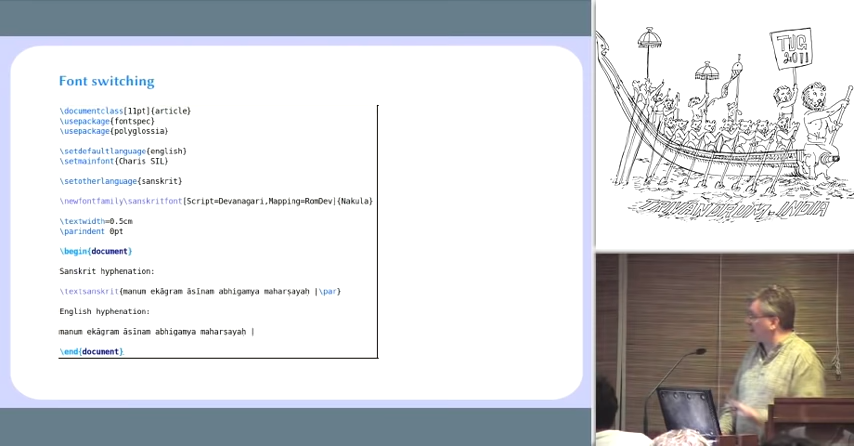 Font switching
\documentclass[11pt]{article}
\usepackage{fontspec}
\usepackage{polyglossia}
\setdefaultlanguage{english}
\setmainfont{Charis SIL}
\setotherlanguage{sanskrit}
\newfontfamily\sanskritfont[Script=Devanagari,Mapping=RomDev]{Nakula}
\textwidth=0.5cm
\parindent 0pt
\begin{document}
Sanskrit hyphenation:
\textsanskrit{manum ekāgram āsīnam abhigamya maharṣayaḥ |\par}
English hyphenation:
manum ekāgram āsīnam abhigamya maharṣayaḥ |
\end{document}
TUG
2011
TRIVANDRUM-INDIA